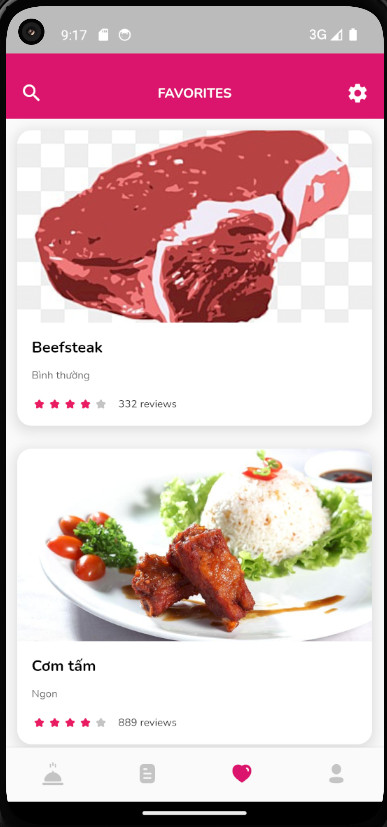 9:17
3G
FAVORITES
Beefsteak
Bình thường
332 reviews
Cơm tấm
Ngon
889 reviews